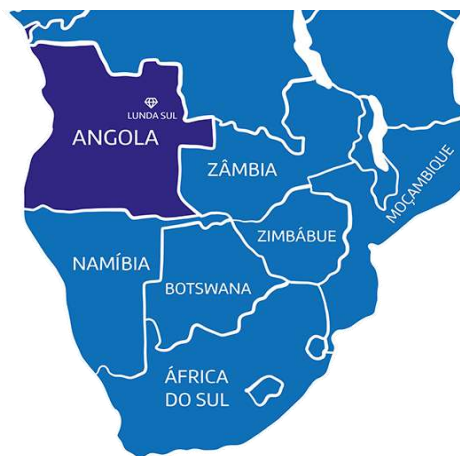 LUNDA SUL
ANGOLA
ZÂMBIA
MOÇAMBIQUE
ZIMBÁBUE
NAMÍBIA
BOTSWANA
ÁFRICA
DO SUL